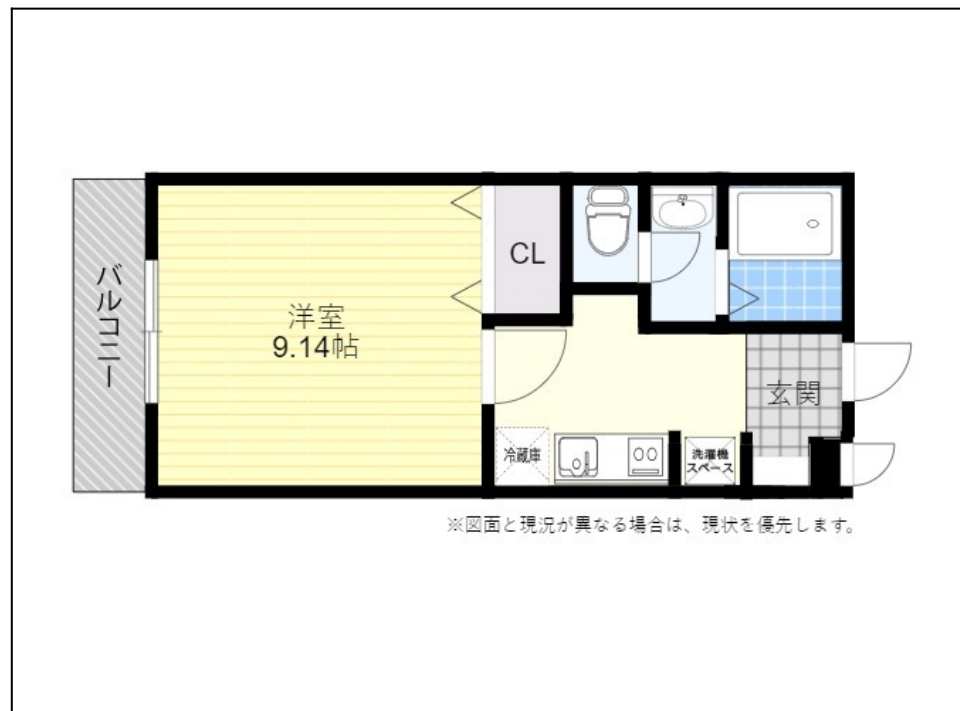 バルコニー
洋室
9.14帖
CL
玄関
冷蔵庫
洗濯機
スペース
※図面と現況が異なる場合は、現状を優先します。